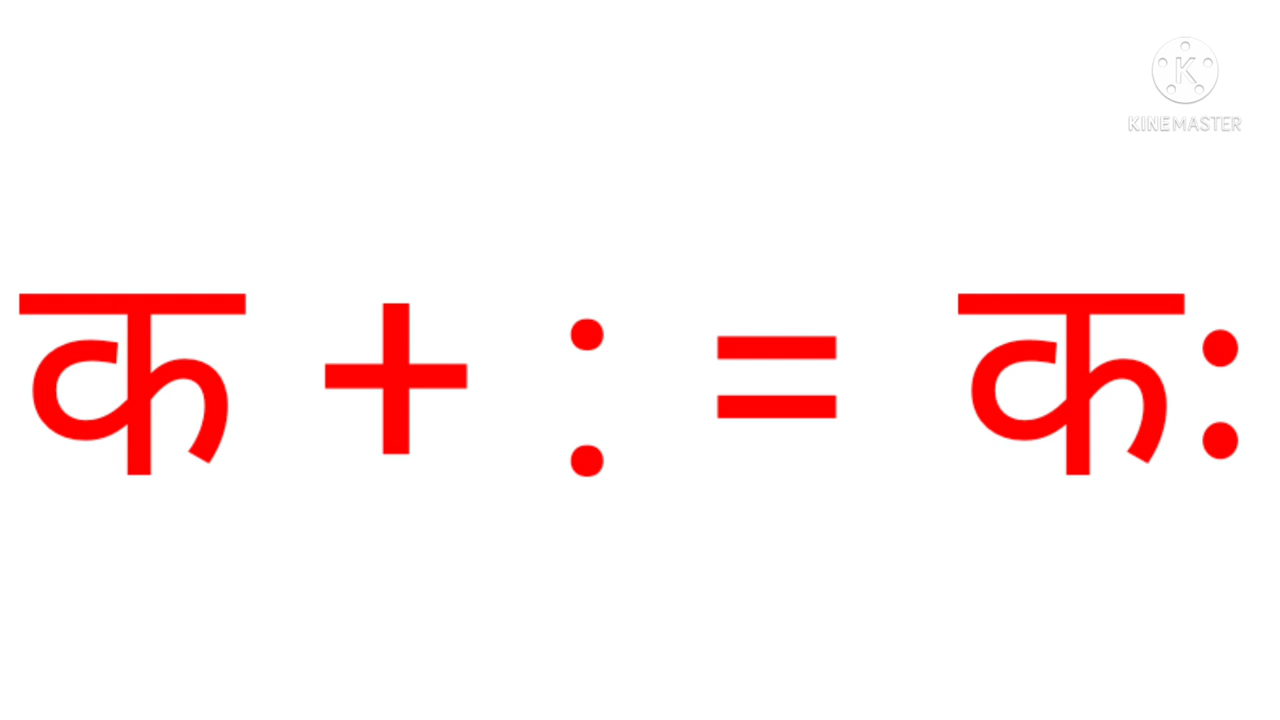 KINEMASTER
क + : = कः